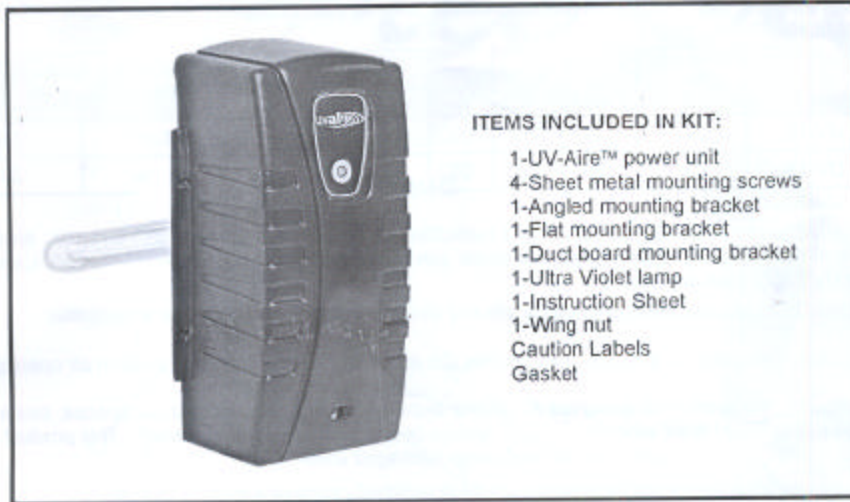 ITEMS INCLUDED IN KIT:
1-UV-Aire™ power unit
4-Sheet metal mounting screws
1-Angled mounting bracket
1-Flat mounting bracket
1-Duct board mounting bracket
1-Ultra Violet lamp
1-Instruction Sheet
1-Wing nut
Caution Labels
Gasket